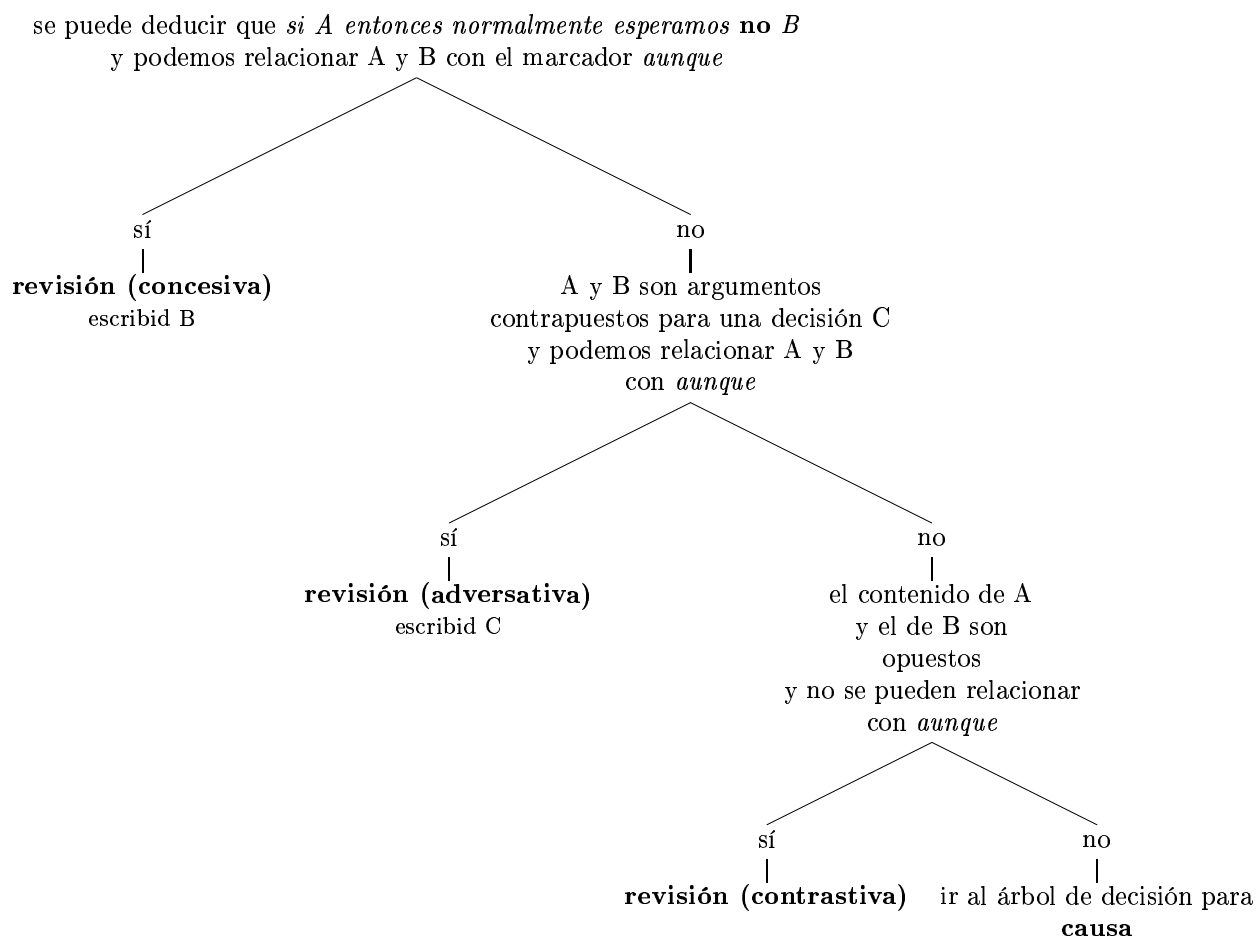 se puede deducir que si A entonces normalmente esperamos no B
y podemos relacionar A y B con el marcador aunque
sí
no
revisión (concesiva)
escribid B
A y B son argumentos
contrapuestos para una decisión C
y podemos relacionar A y B
con aunque
sí
no
revisión (adversativa)
escribid C
el contenido de A
y el de B son
opuestos
y no se pueden relacionar
con aunque
sí
no
revisión (contrastiva)
ir al árbol de decisión para
causa